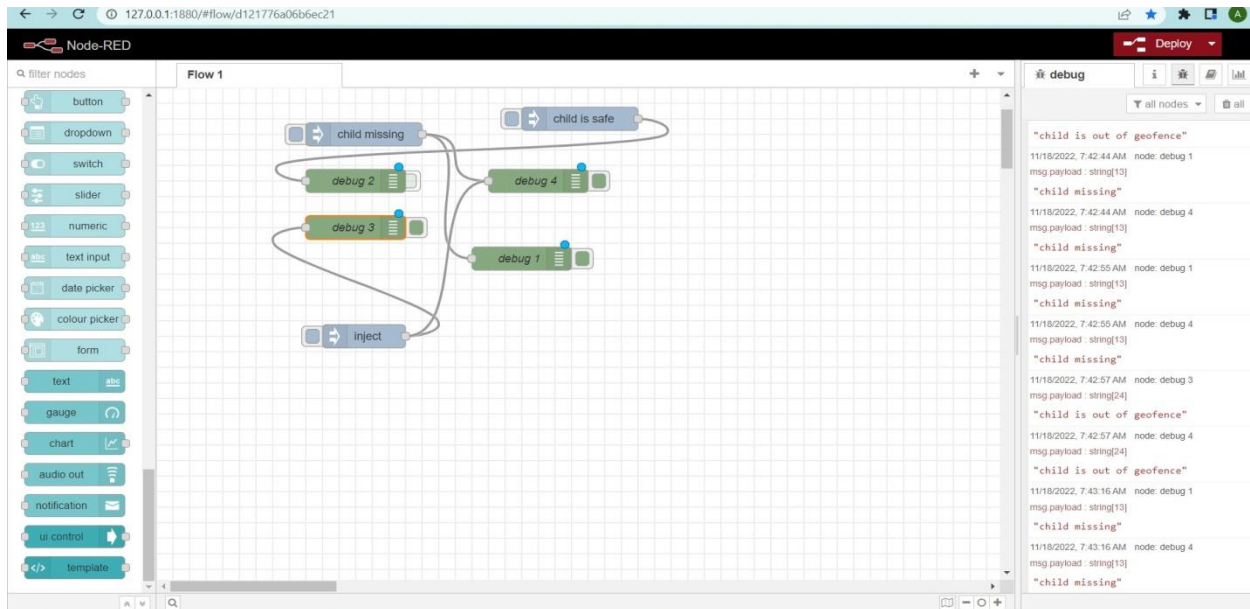 127.0.0.1:1880/#flow/d121776a06b6ec21
A
Node-RED
Deploy
filter nodes
Flow 1
debug
i
all nodes
all
button
dropdown
switch
slider
123 numeric
abc text input
date picker
colour picker
form
text abc
gauge
chart
audio out
notification
ui control
</> template
child missing
child is safe
debug 2
debug 4
debug 3
debug 1
inject
"child is out of geofence"
11/18/2022, 7:42:44 AM node: debug 1
msg.payload : string[13]
"child missing"
11/18/2022, 7:42:44 AM node: debug 4
msg.payload : string[13]
"child missing"
11/18/2022, 7:42:55 AM node: debug 1
msg.payload : string[13]
"child missing"
11/18/2022, 7:42:55 AM node: debug 4
msg.payload : string[13]
"child missing"
11/18/2022, 7:42:57 AM node: debug 3
msg.payload : string[24]
"child is out of geofence"
11/18/2022, 7:42:57 AM node: debug 4
msg.payload : string[24]
"child is out of geofence"
11/18/2022, 7:43:16 AM node: debug 1
msg.payload : string[13]
"child missing"
11/18/2022, 7:43:16 AM node: debug 4
msg.payload : string[13]
"child missing"